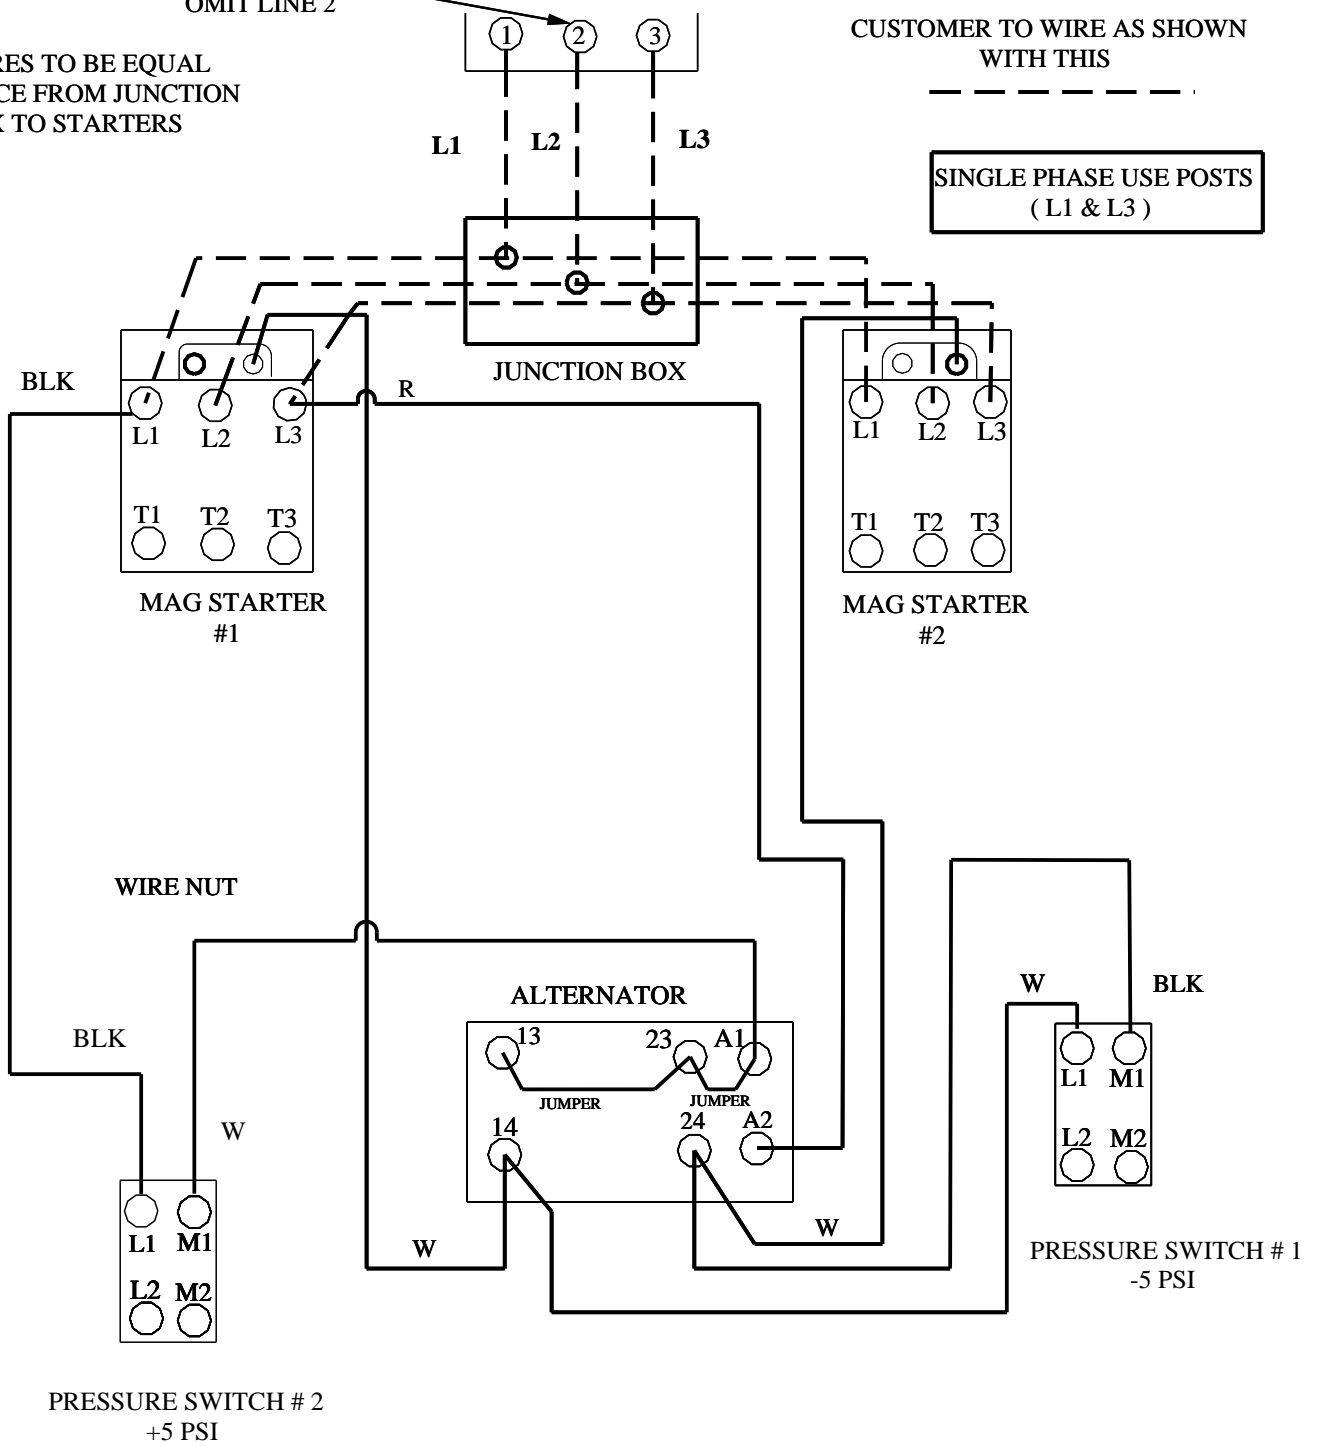 OMIT LINE 2
1 2 3
CUSTOMER TO WIRE AS SHOWN
WITH THIS
RES TO BE EQUAL
CE FROM JUNCTION
TO STARTERS
L1 L2 L3
SINGLE PHASE USE POSTS
( L1 & L3 )
JUNCTION BOX
BLK
R
L1 L2 L3
T1 T2 T3
MAG STARTER
#1
L1 L2 L3
T1 T2 T3
MAG STARTER
#2
WIRE NUT
ALTERNATOR
13 23 A1
JUMPER
JUMPER
14 24 A2
W
W
W
BLK
L1 M1
L2 M2
PRESSURE SWITCH # 1
-5 PSI
BLK
W
L1 M1
L2 M2
PRESSURE SWITCH # 2
+5 PSI